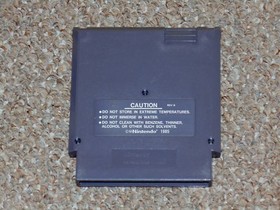 CAUTION
•DO NOT STORE IN EXTREME TEMPERATURES.
•DO NOT IMMERSE IN WATER.
•DO NOT CLEAN WITH BENZENE, THINNER,
ALCOHOL OR OTHER SUCH SOLVENTS.
©Nintendo® 1985